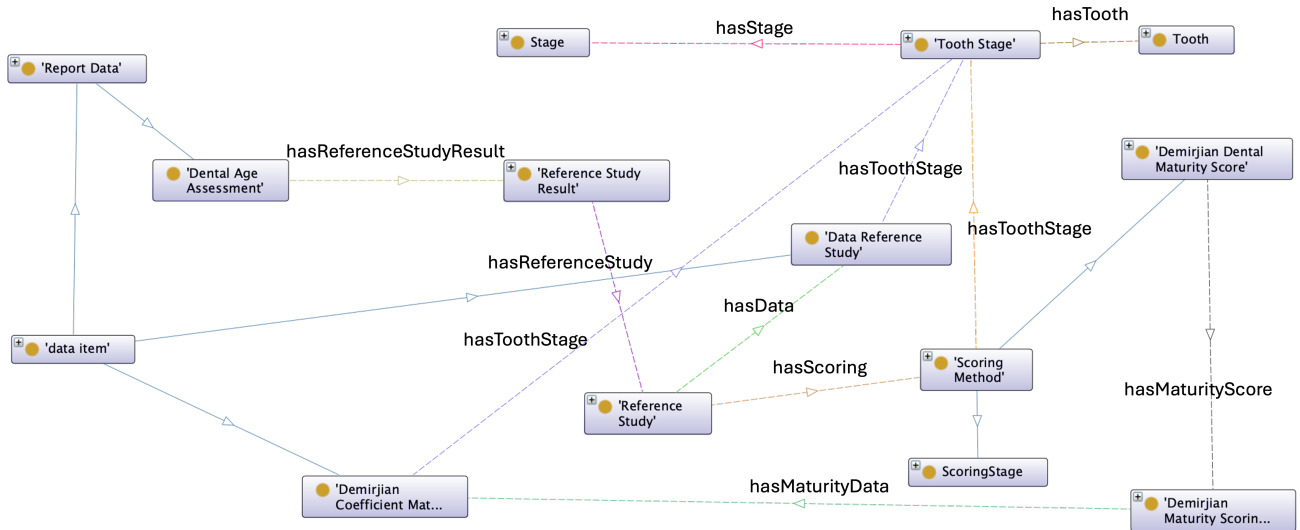 hasTooth
hasStage
Stage
'Tooth Stage'
Tooth
'Report Data'
hasReferenceStudyResult
'Dental Age
Assessment'
'Reference Study
Result'
hasToothStage
'Demirjian Dental
Maturity Score'
'Data Reference
Study'
hasToothStage
hasReferenceStudy
hasData
hasToothStage
'data item'
hasScoring
'Scoring
Method'
hasMaturityScore
'Reference
Study'
ScoringStage
'Demirjian
Coefficient Mat...
hasMaturityData
'Demirjian
Maturity Scorin...